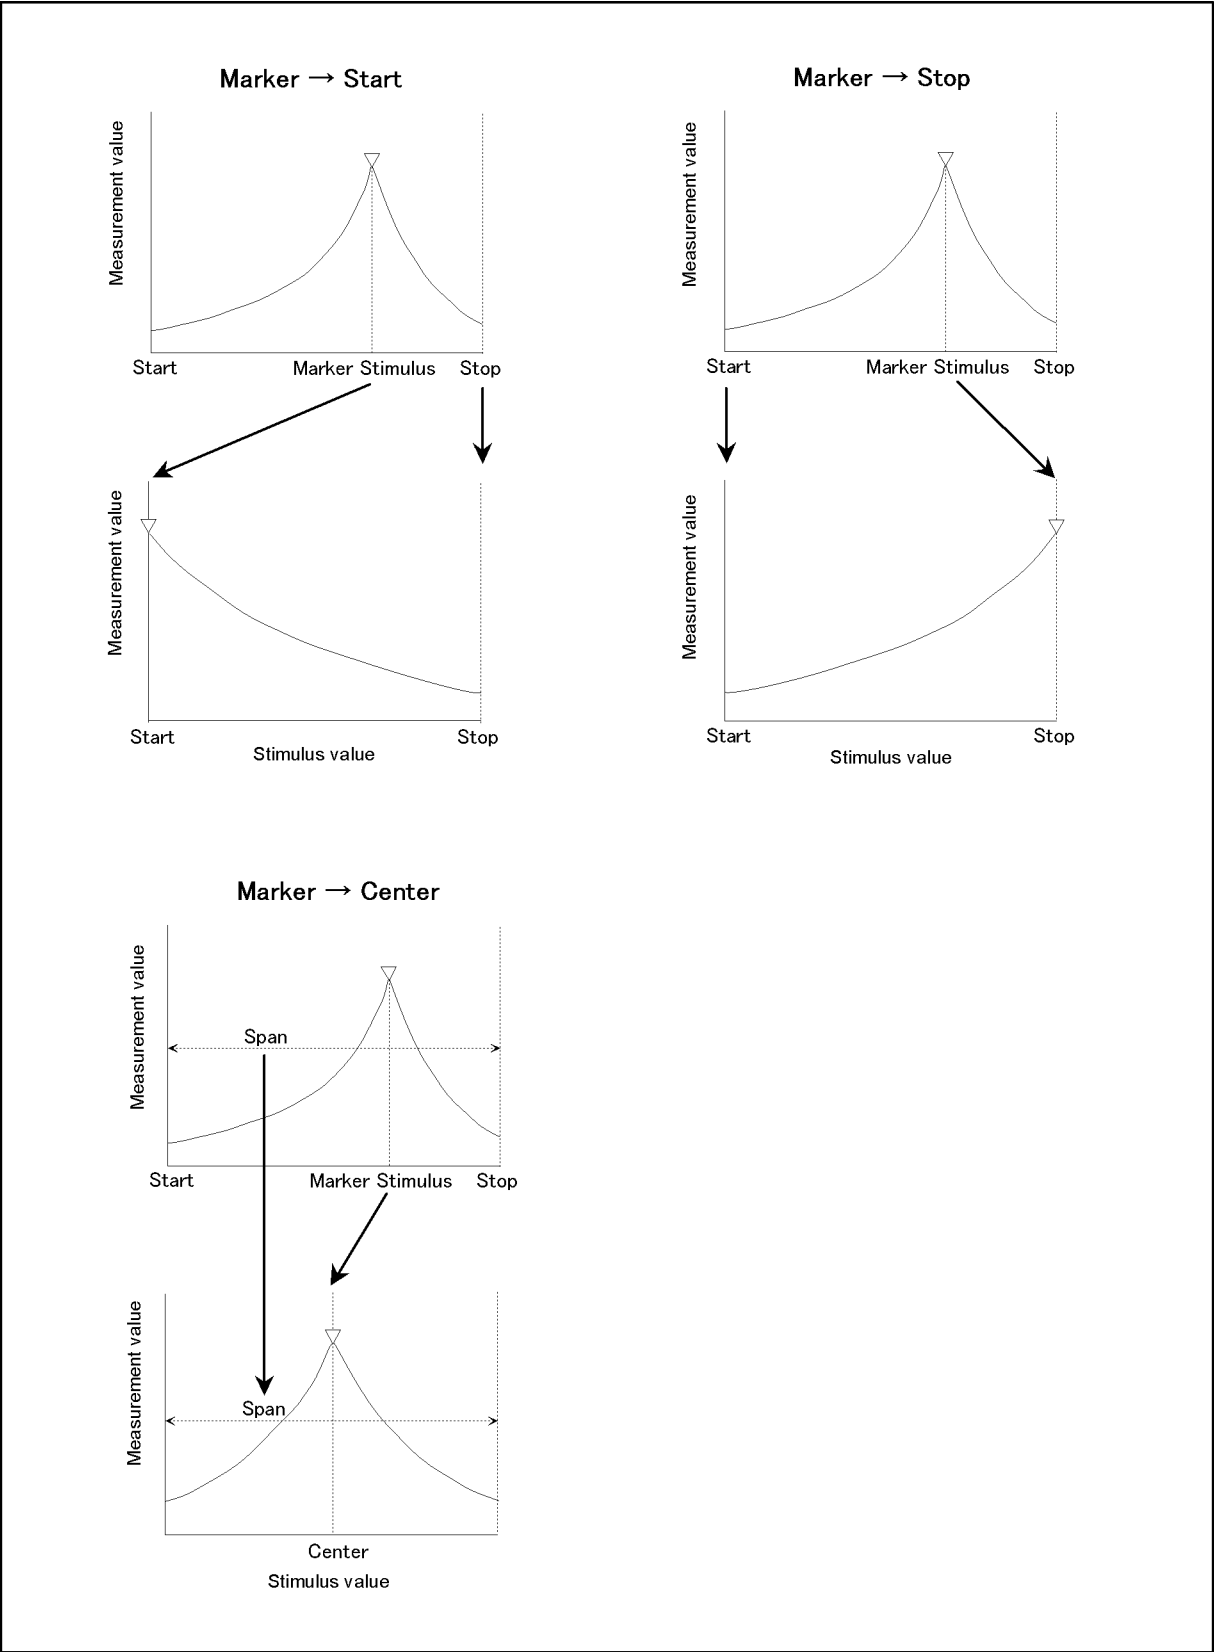 Marker → Start
Measurement value
Start
Marker Stimulus
Stop
Measurement value
Start
Stop
Stimulus value
Marker → Stop
Measurement value
Start
Marker Stimulus
Stop
Measurement value
Start
Stop
Stimulus value
Marker → Center
Measurement value
Span
Start
Marker Stimulus
Stop
Measurement value
Span
Center
Stimulus value